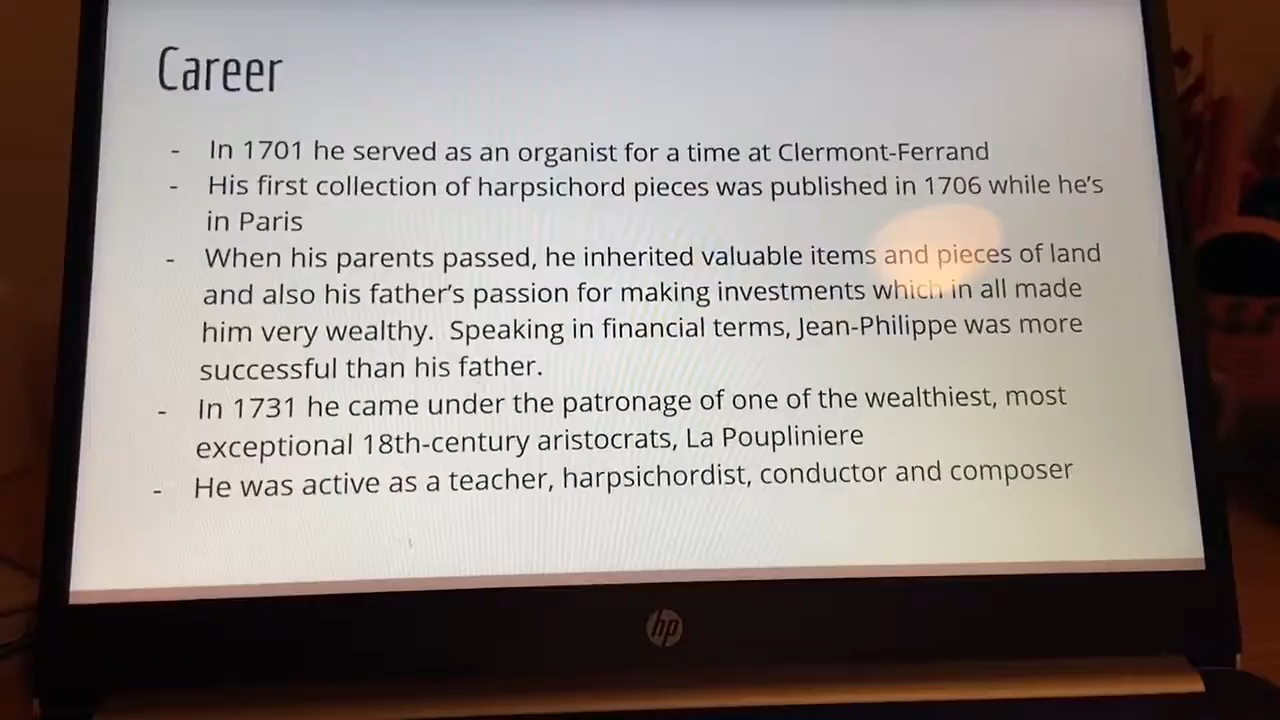 Career
- In 1701 he served as an organist for a time at Clermont-Ferrand
- His first collection of harpsichord pieces was published in 1706 while he's
in Paris
- When his parents passed, he inherited valuable items and pieces of land
and also his father's passion for making investments which in all made
him very wealthy.  Speaking in financial terms, Jean-Philippe was more
successful than his father.
- In 1731 he came under the patronage of one of the wealthiest, most
exceptional 18th-century aristocrats, La Poupliniere
- He was active as a teacher, harpsichordist, conductor and composer
hp